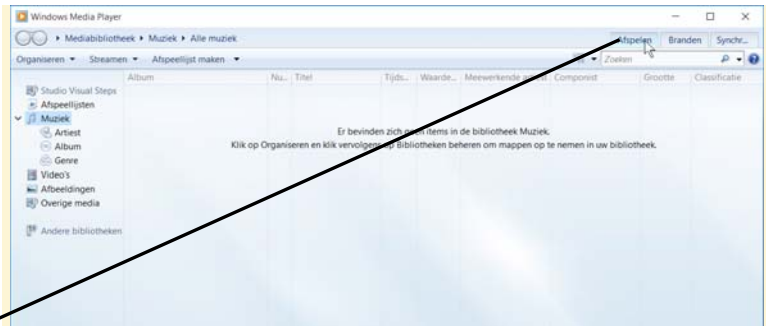 Windows Media Player
Mediabibliotheek ▸ Muziek ▸ Alle muziek
Afspelen Branden Synchr...
Organiseren Streamen Afspeellijst maken Zoeken
Album Nu... Titel Tijds... Waarde... Meewerkende artiest Componist Grootte Classificatie
Studio Visual Steps
Afspeellijsten
Muziek
Artiest
Album
Genre
Video's
Afbeeldingen
Overige media
Andere bibliotheken
Er bevinden zich geen items in de bibliotheek Muziek.
Klik op Organiseren en klik vervolgens op Bibliotheken beheren om mappen op te nemen in uw bibliotheek.